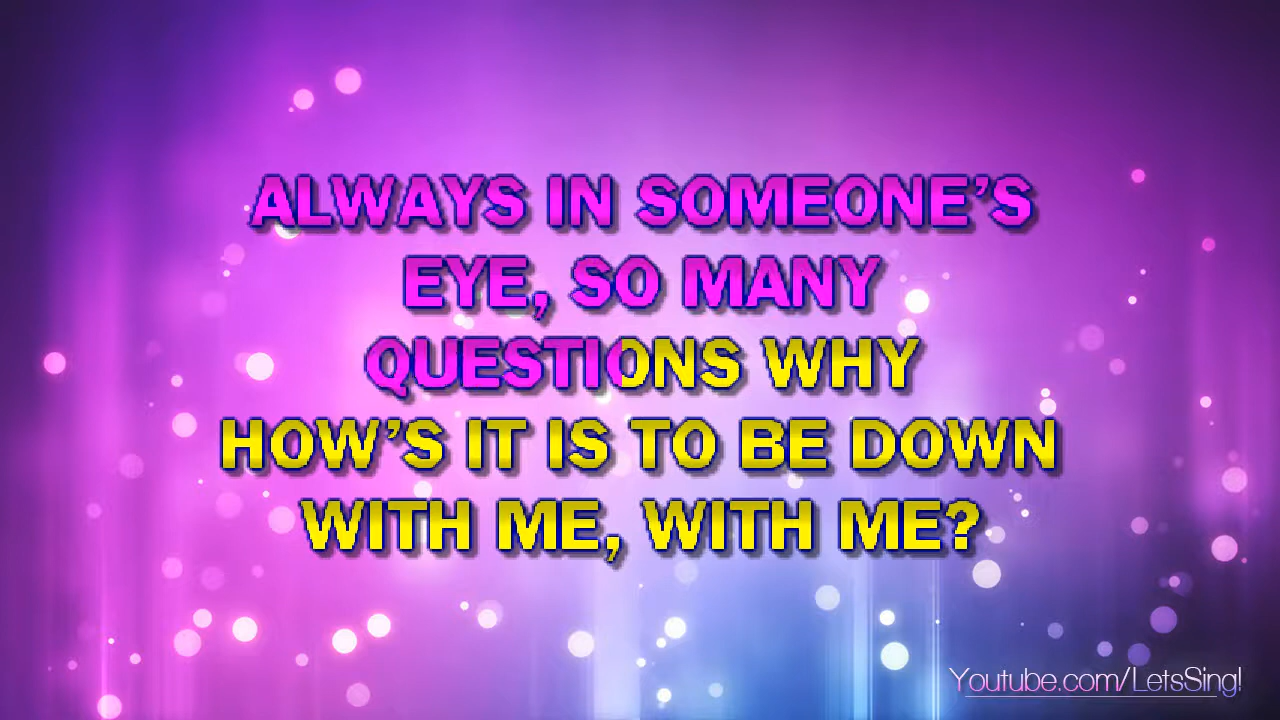 ALWAYS IN SOMEONE'S
EYE, SO MANY
QUESTIONS WHY
HOW'S IT IS TO BE DOWN
WITH ME, WITH ME?
Youtube.com/LetsSing!